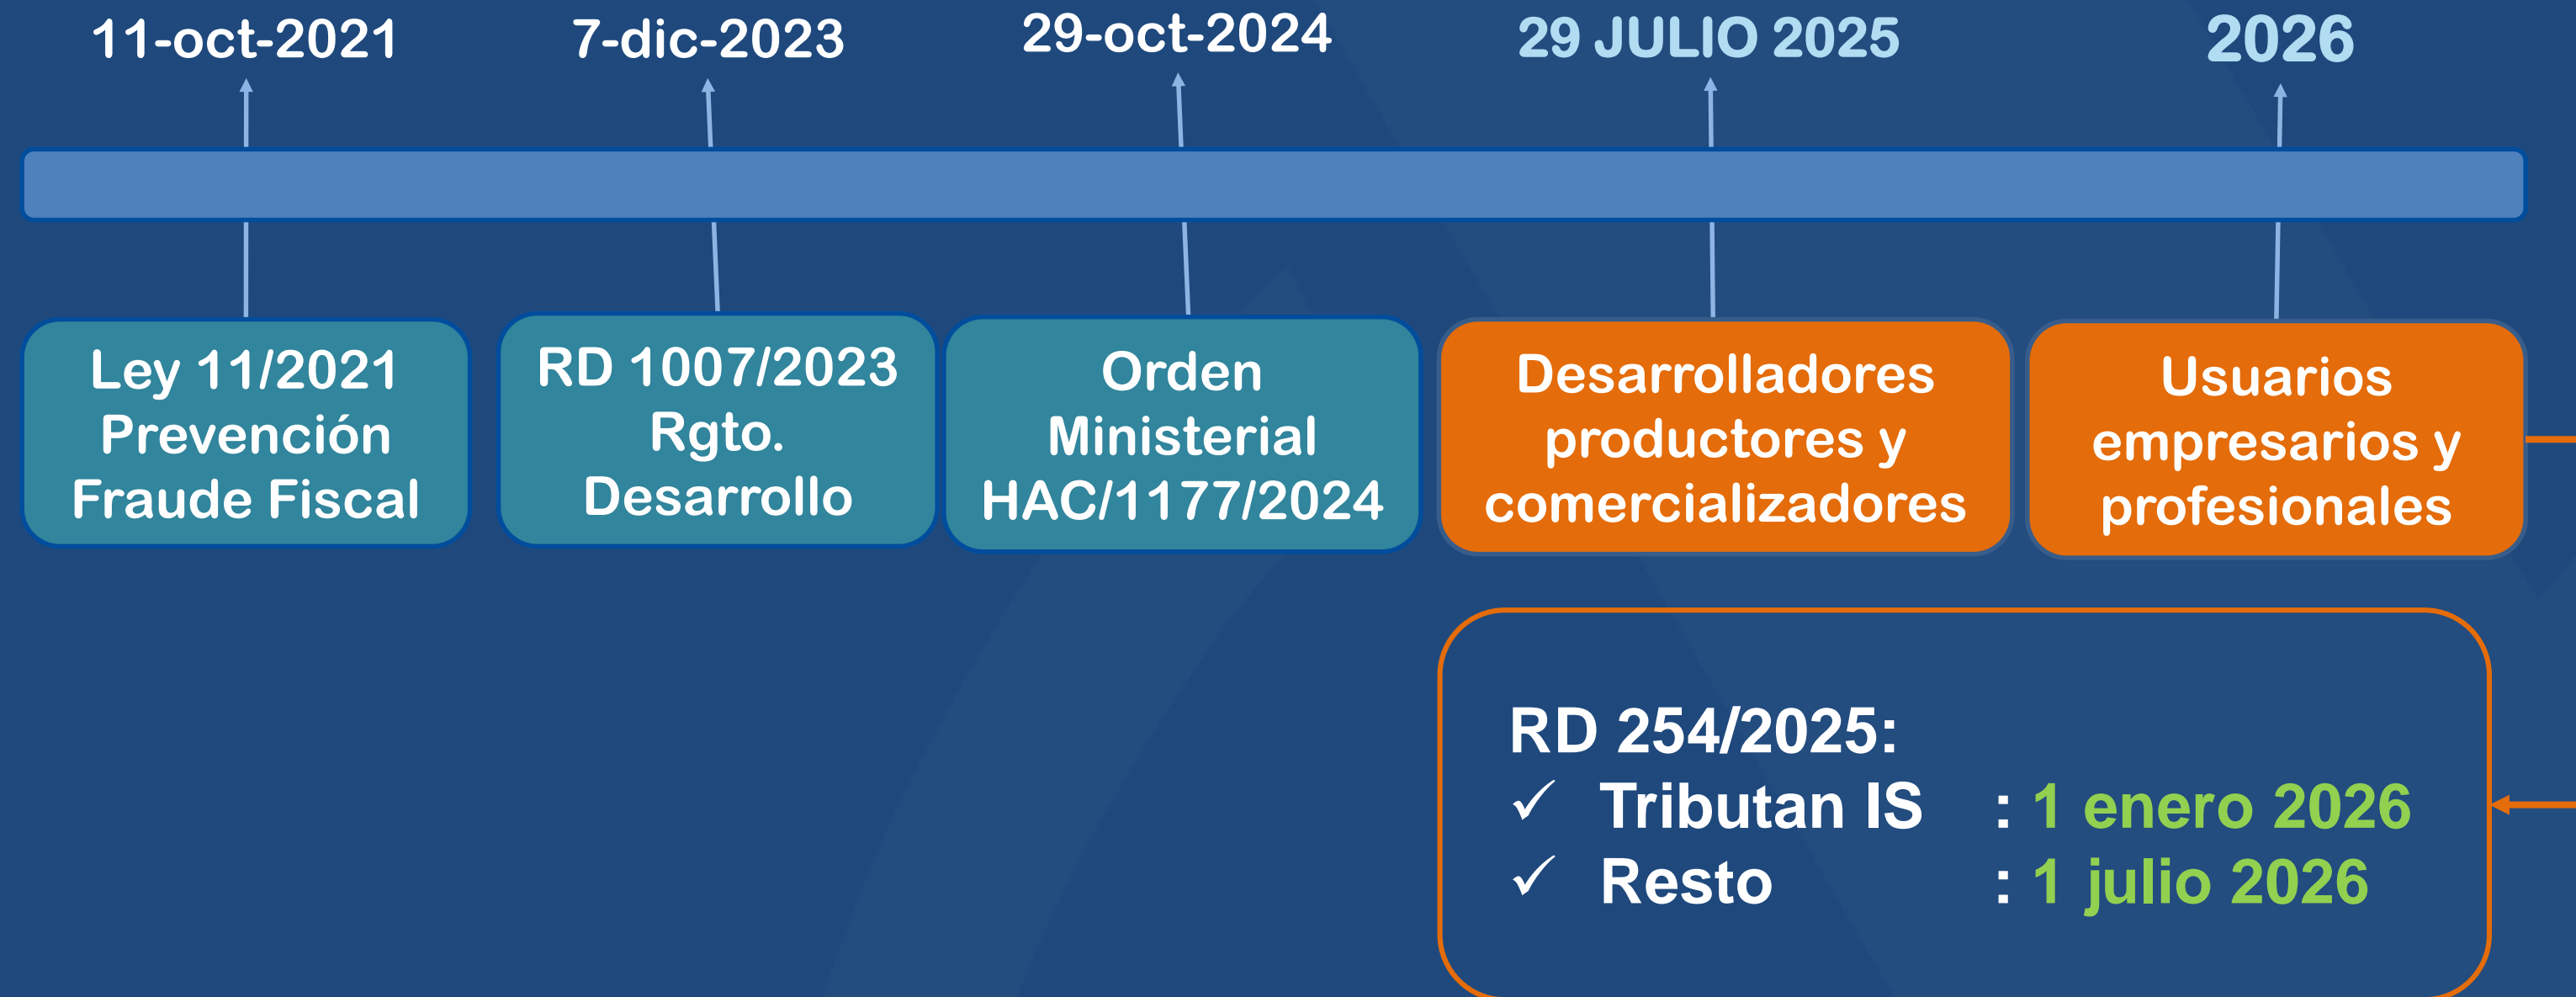 11-oct-2021
7-dic-2023
29-oct-2024
29 JULIO 2025
2026
Ley 11/2021
Prevención
Fraude Fiscal
RD 1007/2023
Rgto.
Desarrollo
Orden
Ministerial
HAC/1177/2024
Desarrolladores
productores y
comercializadores
Usuarios
empresarios y
profesionales
RD 254/2025:
✓ Tribután IS : 1 enero 2026
✓ Resto : 1 julio 2026